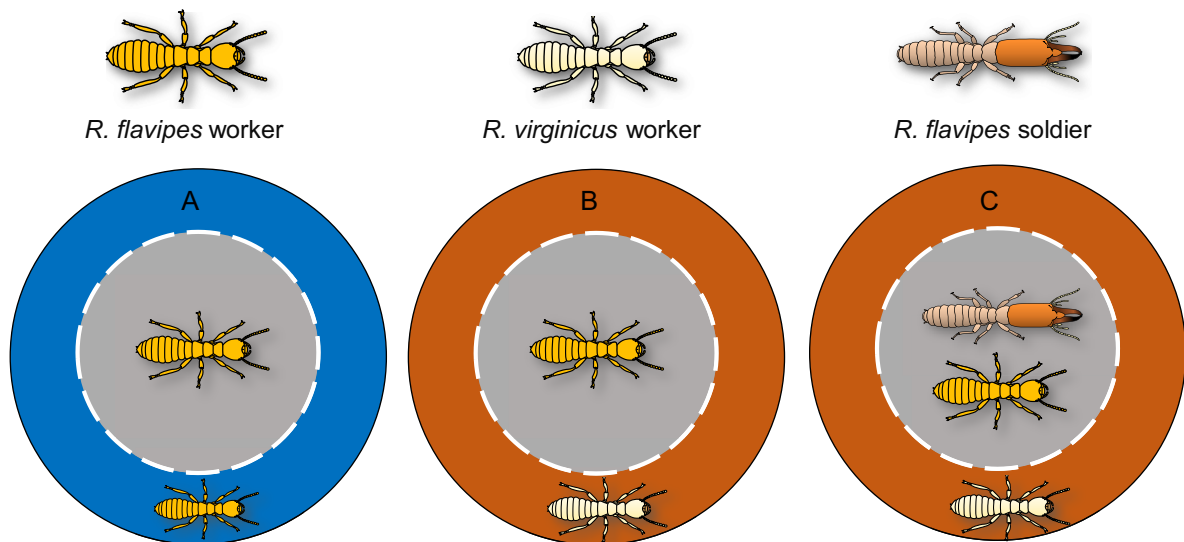 R. flavipes worker
R. virginicus worker
R. flavipes soldier
A
B
C